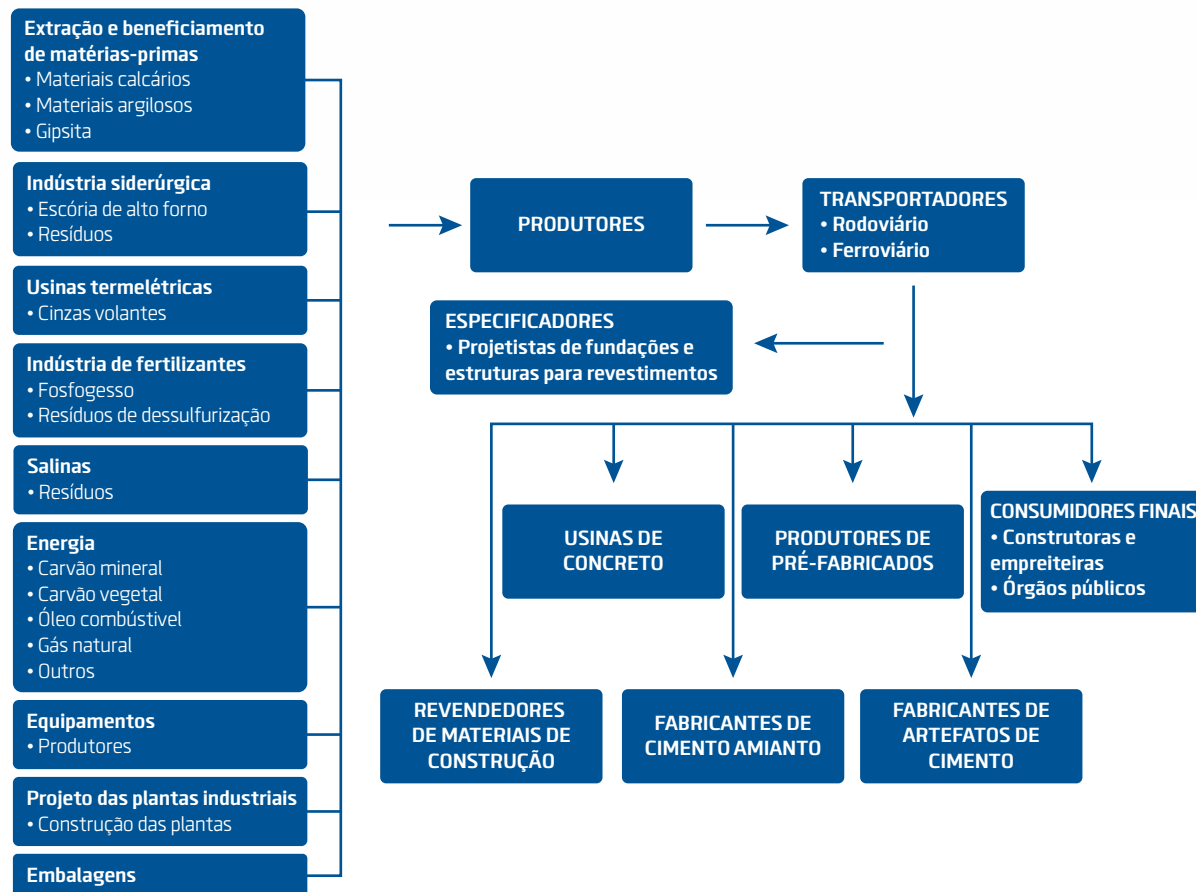 Extração e beneficiamento
de matérias-primas
• Materiais calcários
• Materiais argilosos
• Gipsita
Indústria siderúrgica
• Escória de alto forno
• Resíduos
Usinas termelétricas
• Cinzas volantes
Indústria de fertilizantes
• Fosfogesso
• Resíduos de dessulfurização
Salinas
• Resíduos
Energia
• Carvão mineral
• Carvão vegetal
• Óleo combústivel
• Gás natural
• Outros
Equipamentos
• Produtores
Projeto das plantas industriais
• Construção das plantas
Embalagens
PRODUTORES
TRANSPORTADORES
• Rodoviário
• Ferroviário
ESPECIFICADORES
• Projetistas de fundações e
estruturas para revestimentos
USINAS DE
CONCRETO
PRODUTORES DE
PRÉ-FABRICADOS
CONSUMIDORES FINAIS
• Construtoras e
empreiteiras
• Órgãos públicos
REVENDEDORES
DE MATERIAIS DE
CONSTRUÇÃO
FABRICANTES DE
CIMENTO AMIANTO
FABRICANTES DE
ARTEFATOS DE
CIMENTO